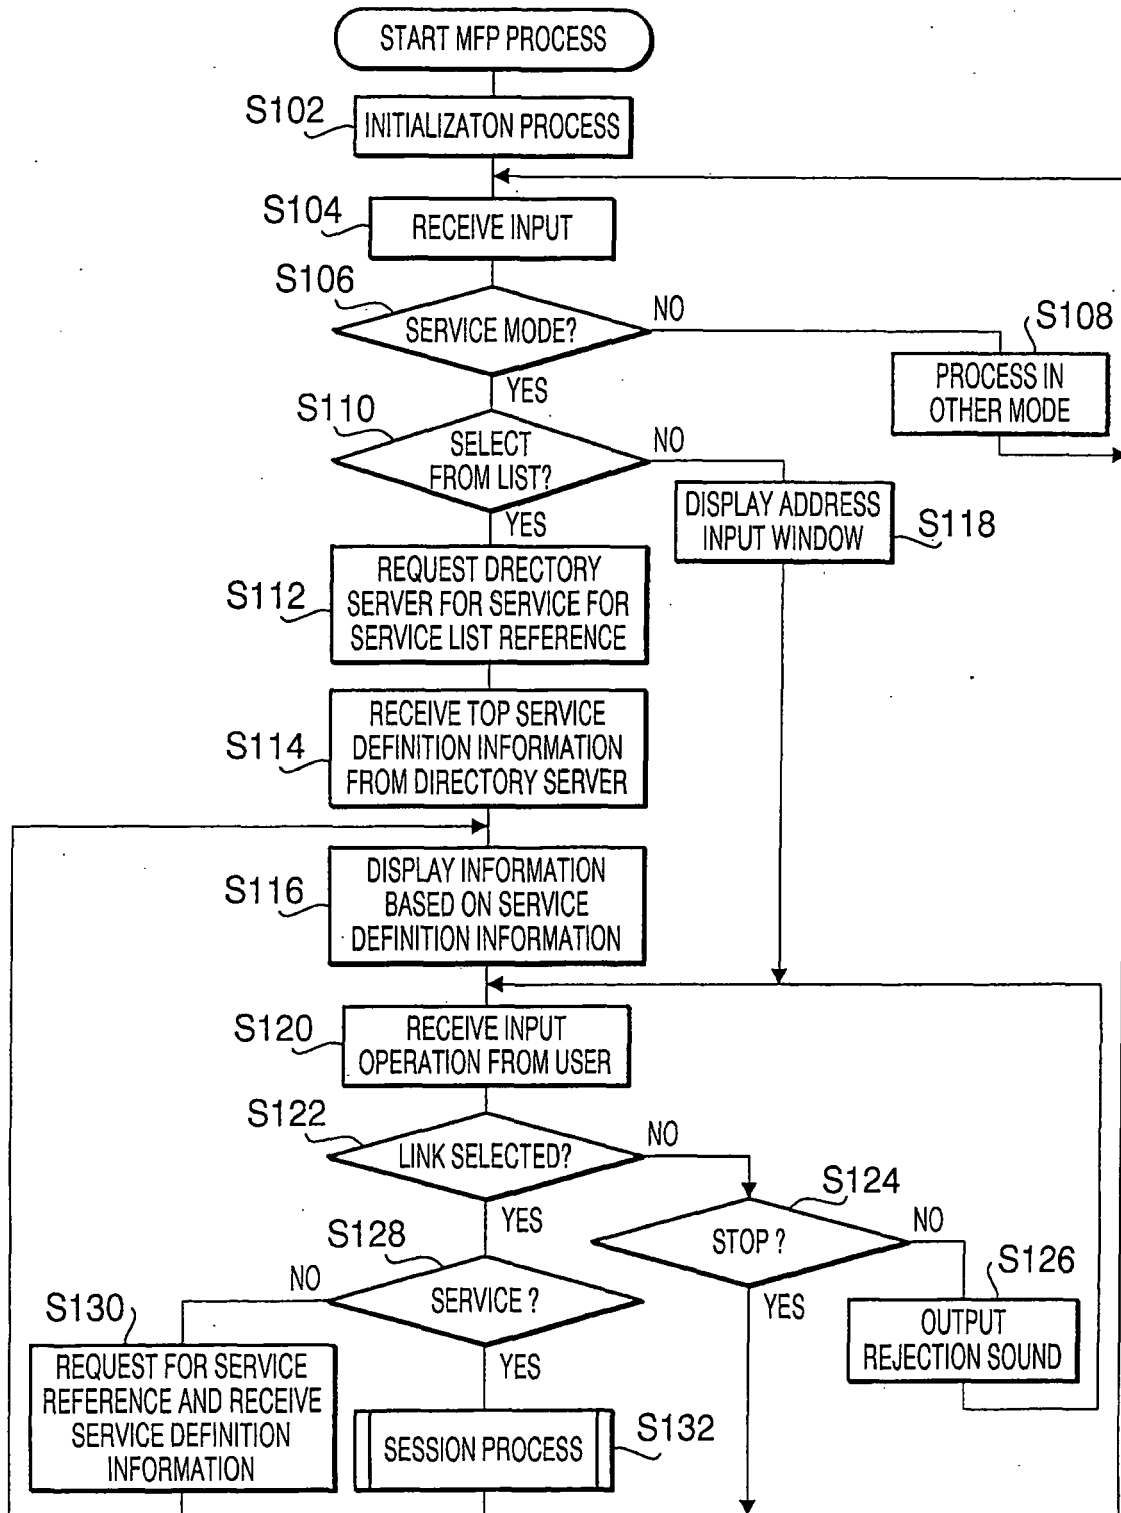 START MFP PROCESS
S102
INITIALIZATON PROCESS
S104
RECEIVE INPUT
S106
SERVICE MODE?
NO
YES
S108
PROCESS IN
OTHER MODE
S110
SELECT
FROM LIST?
NO
YES
DISPLAY ADDRESS
INPUT WINDOW
S118
S112
REQUEST DRECTORY
SERVER FOR SERVICE FOR
SERVICE LIST REFERENCE
S114
RECEIVE TOP SERVICE
DEFINITION INFORMATION
FROM DIRECTORY SERVER
S116
DISPLAY INFORMATION
BASED ON SERVICE
DEFINITION INFORMATION
S120
RECEIVE INPUT
OPERATION FROM USER
S122
LINK SELECTED?
NO
YES
S124
STOP ?
NO
YES
S126
OUTPUT
REJECTION SOUND
S128
SERVICE ?
NO
YES
S130
REQUEST FOR SERVICE
REFERENCE AND RECEIVE
SERVICE DEFINITION
INFORMATION
SESSION PROCESS
S132